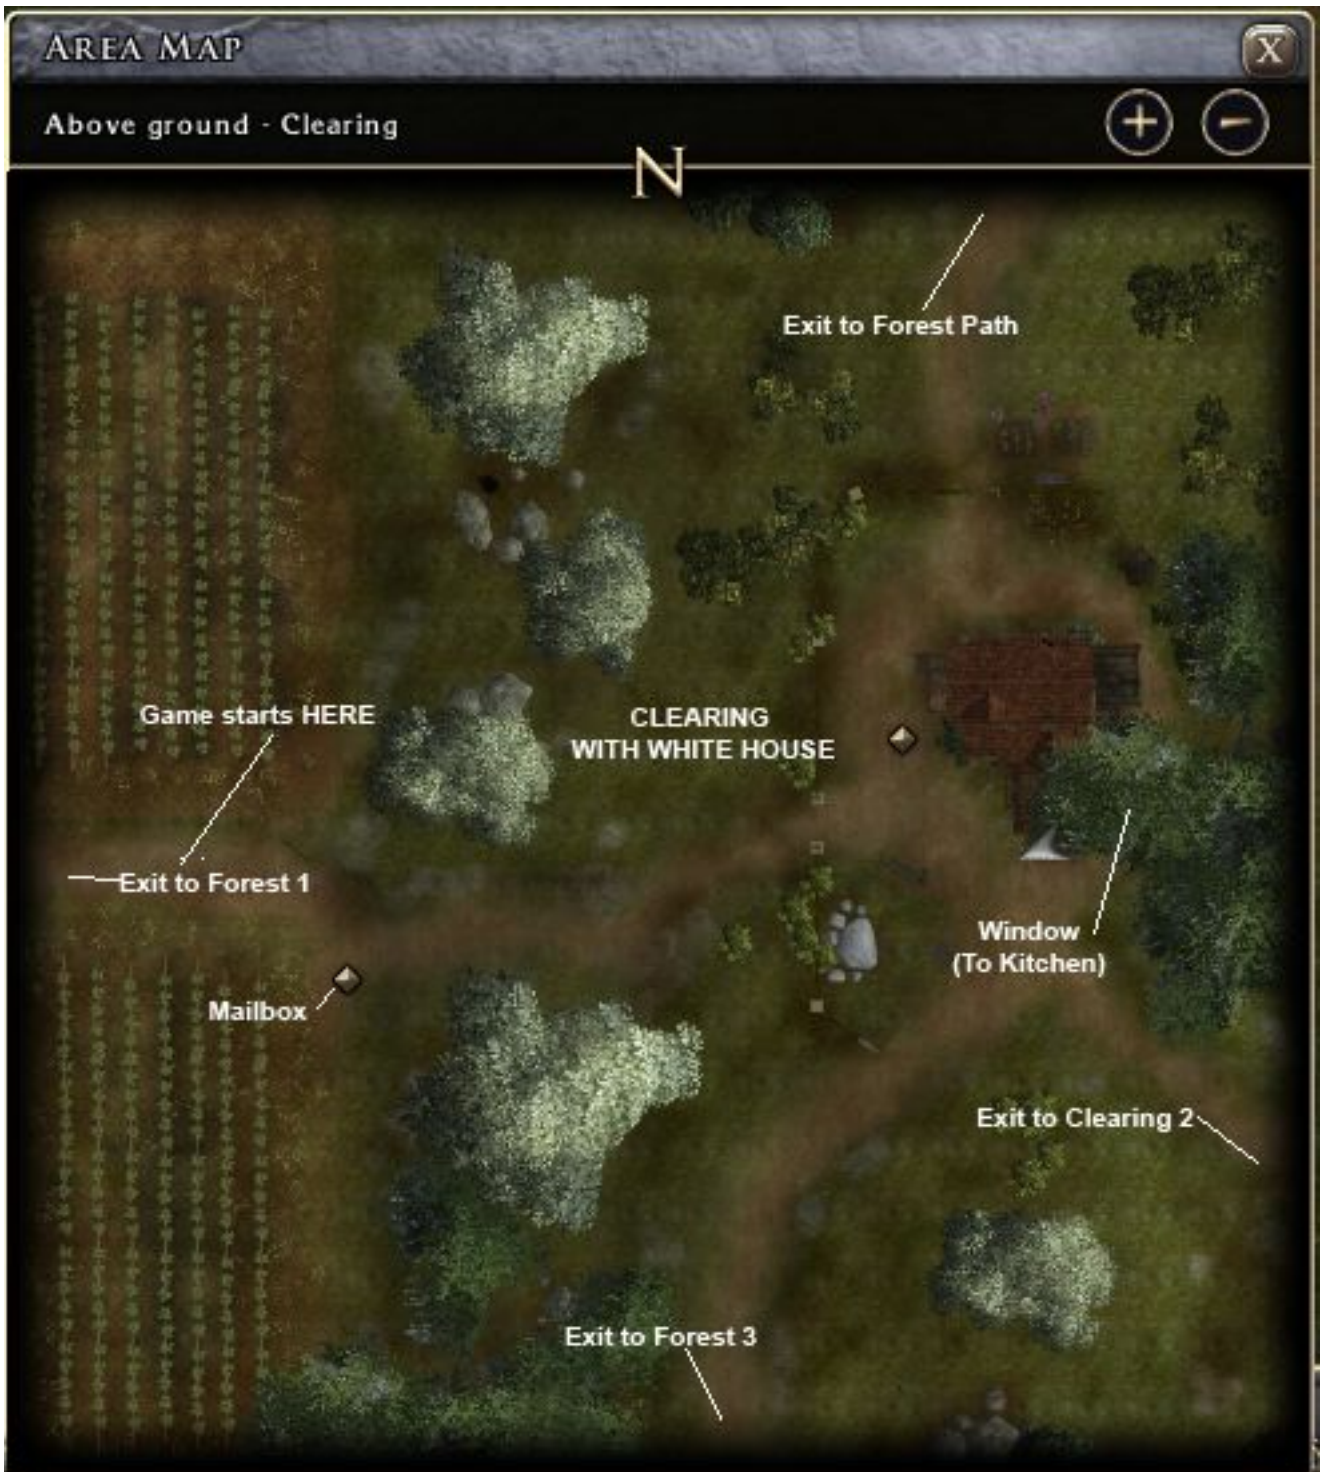 AREA MAP
X
Above ground - Clearing
N
Exit to Forest Path
Game starts HERE
CLEARING
WITH WHITE HOUSE
Exit to Forest 1
Window
(To Kitchen)
Mailbox
Exit to Clearing 2
Exit to Forest 3